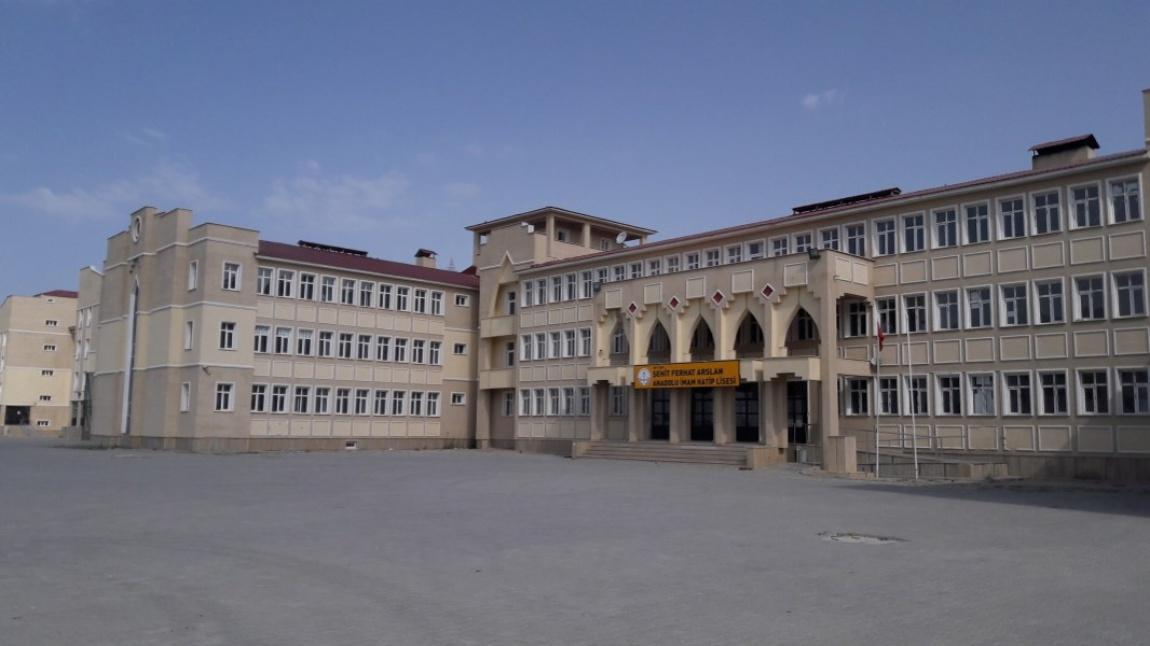 ŞEHİT FERHAT ARSLAN
ANADOLU İMAM HATİP LİSESİ